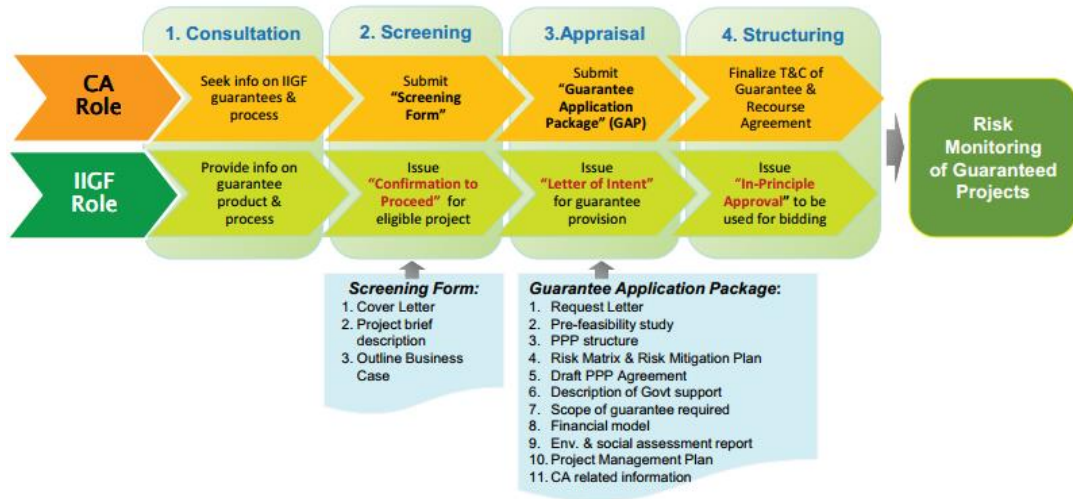 1. Consultation
2. Screening
3.Appraisal
4. Structuring
CA
Role
Seek info on IIGF
guarantees &
process
Submit
“Screening
Form”
Submit
“Guarantee
Application
Package” (GAP)
Finalize T&C of
Guarantee &
Recourse
Agreement
IIGF
Role
Provide info on
guarantee
product &
process
Issue
“Confirmation to
Proceed” for
eligible project
Issue
“Letter of Intent”
for guarantee
provision
Issue
“In-Principle
Approval” to be
used for bidding
Risk
Monitoring
of Guaranteed
Projects
Screening Form:
1. Cover Letter
2. Project brief
description
3. Outline Business
Case
Guarantee Application Package:
1. Request Letter
2. Pre-feasibility study
3. PPP structure
4. Risk Matrix & Risk Mitigation Plan
5. Draft PPP Agreement
6. Description of Govt support
7. Scope of guarantee required
8. Financial model
9. Env. & social assessment report
10. Project Management Plan
11. CA related information